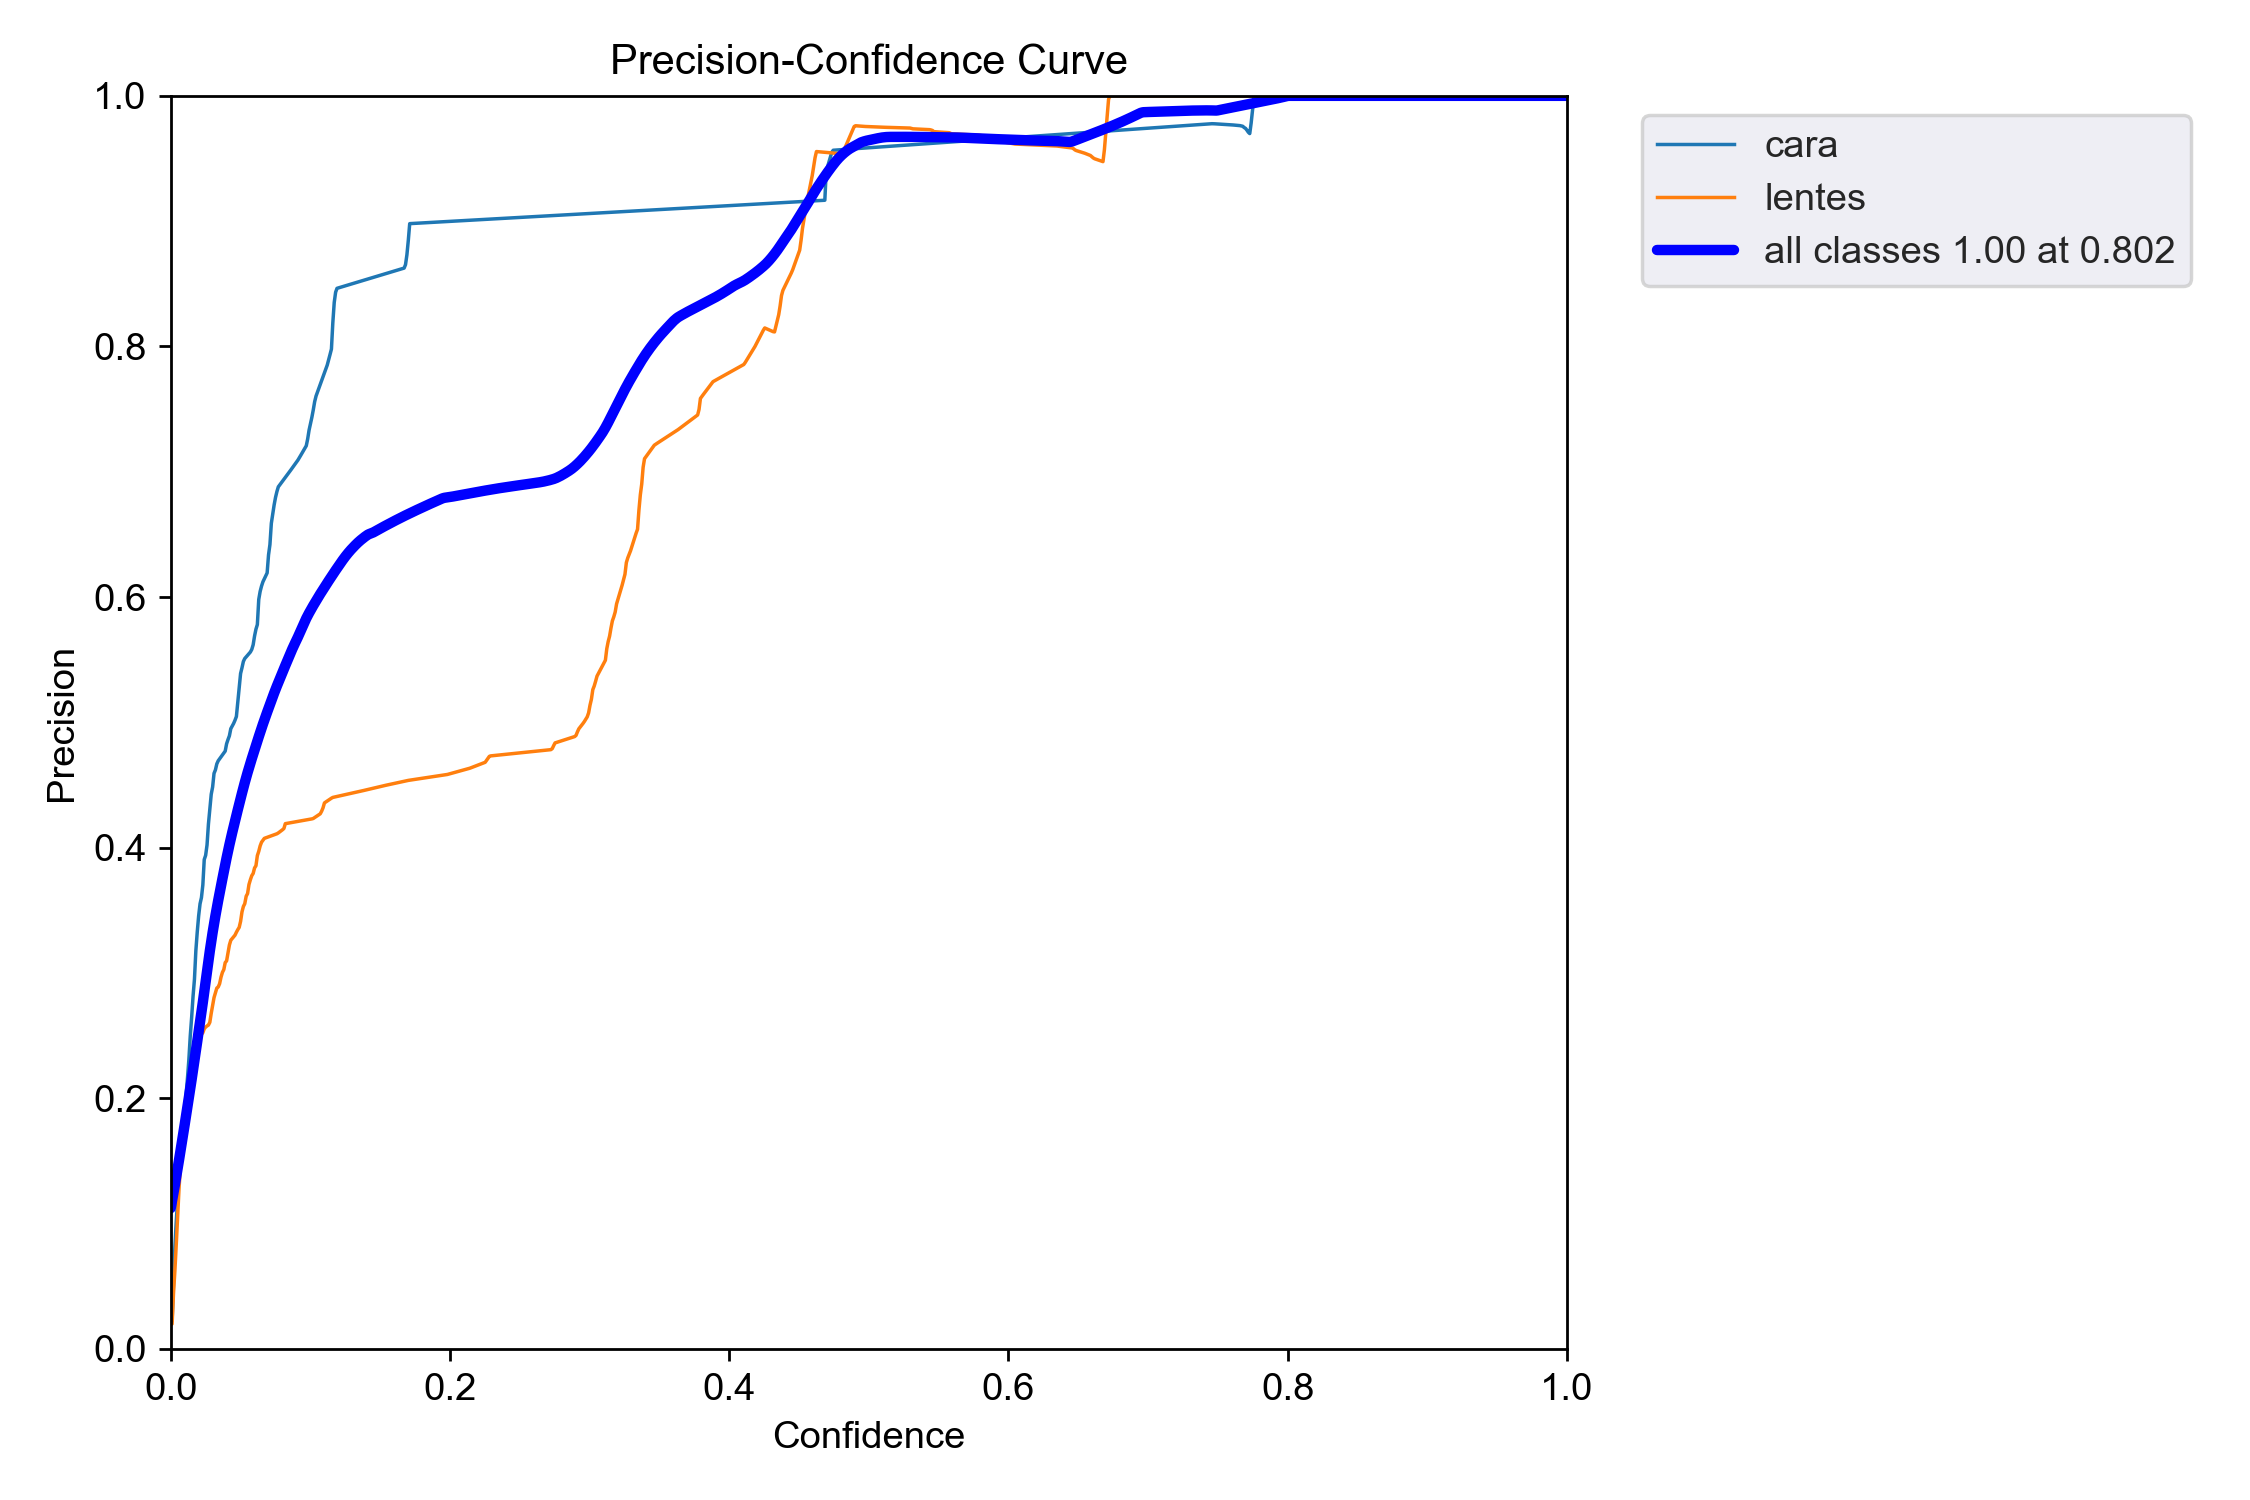 Precision-Confidence Curve
1.0
0.8
0.6
0.4
0.2
0.0
Precision
0.0 0.2 0.4 0.6 0.8 1.0
Confidence
cara
lentes
all classes 1.00 at 0.802